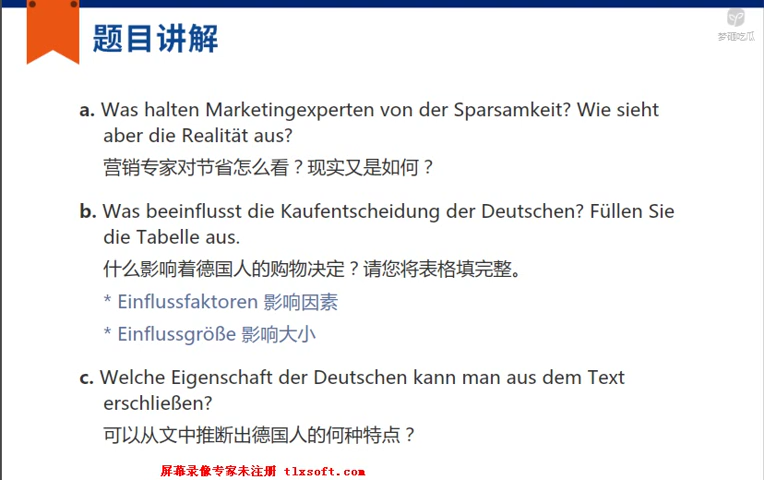 题目讲解
梦砸吃瓜
a. Was halten Marketingexperten von der Sparsamkeit? Wie sieht
aber die Realität aus?
营销专家对节省怎么看？现实又是如何？
b. Was beeinflusst die Kaufentscheidung der Deutschen? Füllen Sie
die Tabelle aus.
什么影响着德国人的购物决定？请您将表格填完整。
* Einflussfaktoren 影响因素
* Einflussgröße 影响大小
c. Welche Eigenschaft der Deutschen kann man aus dem Text
erschließen?
可以从文中推断出德国人的何种特点？
屏幕录像专家未注册 tlxsoft.com